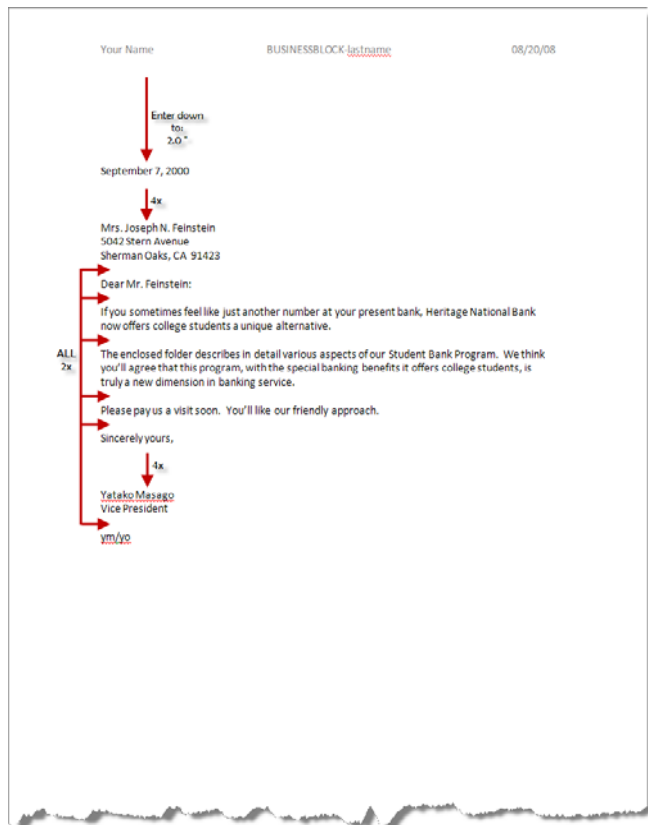 Your Name BUSINESSBLOCK-lastname 08/20/08
Enter down
to:
2.0 "
September 7, 2000
4x
Mrs. Joseph N. Feinstein
5042 Stern Avenue
Sherman Oaks, CA  91423
Dear Mr. Feinstein:
If you sometimes feel like just another number at your present bank, Heritage National Bank
now offers college students a unique alternative.
ALL
2x
The enclosed folder describes in detail various aspects of our Student Bank Program.  We think
you'll agree that this program, with the special banking benefits it offers college students, is
truly a new dimension in banking service.
Please pay us a visit soon.  You'll like our friendly approach.
Sincerely yours,
4x
Yatako Masago
Vice President
ym/yo